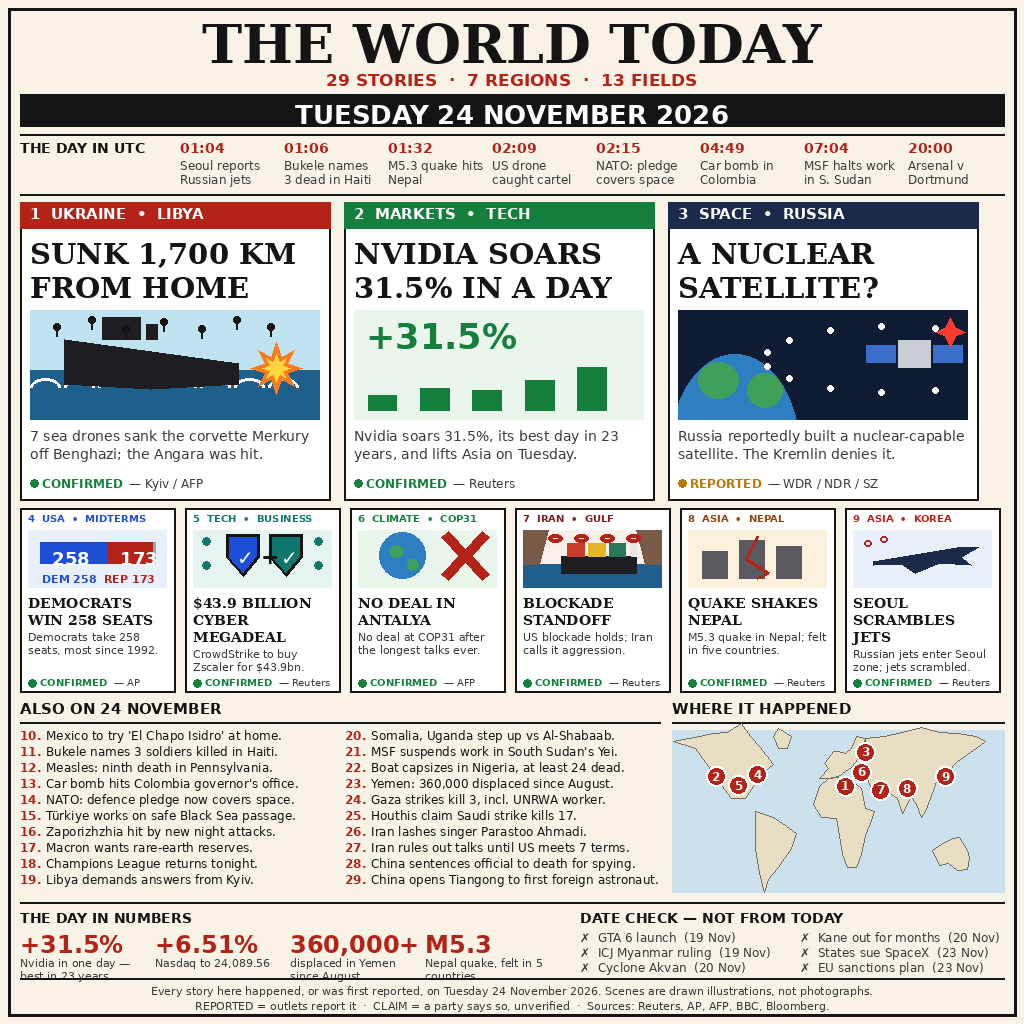 THE WORLD TODAY
29 STORIES · 7 REGIONS · 13 FIELDS
TUESDAY 24 NOVEMBER 2026
THE DAY IN UTC
01:04
Seoul reports
Russian jets
01:06
Bukele names
3 dead in Haiti
01:32
M5.3 quake hits
Nepal
02:09
US drone
caught cartel
02:15
NATO: pledge
covers space
04:49
Car bomb in
Colombia
07:04
MSF halts work
in S. Sudan
20:00
Arsenal v
Dortmund
1 UKRAINE • LIBYA
SUNK 1,700 KM
FROM HOME
7 sea drones sank the corvette Merkury
off Benghazi; the Angara was hit.
CONFIRMED — Kyiv / AFP
2 MARKETS • TECH
NVIDIA SOARS
31.5% IN A DAY
+31.5%
Nvidia soars 31.5%, its best day in 23
years, and lifts Asia on Tuesday.
CONFIRMED — Reuters
3 SPACE • RUSSIA
A NUCLEAR
SATELLITE?
Russia reportedly built a nuclear-capable
satellite. The Kremlin denies it.
REPORTED — WDR / NDR / SZ
4 USA • MIDTERMS
258 173
DEM 258 REP 173
DEMOCRATS
WIN 258 SEATS
Democrats take 258
seats, most since 1992.
CONFIRMED — AP
5 TECH • BUSINESS
✓ + ✓
$43.9 BILLION
CYBER
MEGADEAL
CrowdStrike to buy
Zscaler for $43.9bn.
CONFIRMED — Reuters
6 CLIMATE • COP31
NO DEAL IN
ANTALYA
No deal at COP31 after
the longest talks ever.
CONFIRMED — AFP
7 IRAN • GULF
BLOCKADE
STANDOFF
US blockade holds; Iran
calls it aggression.
CONFIRMED — Reuters
8 ASIA • NEPAL
QUAKE SHAKES
NEPAL
M5.3 quake in Nepal; felt
in five countries.
CONFIRMED — Reuters
9 ASIA • KOREA
SEOUL
SCRAMBLES
JETS
Russian jets enter Seoul
zone; jets scrambled.
CONFIRMED — Reuters
ALSO ON 24 NOVEMBER
10. Mexico to try 'El Chapo Isidro' at home.
11. Bukele names 3 soldiers killed in Haiti.
12. Measles: ninth death in Pennsylvania.
13. Car bomb hits Colombia governor's office.
14. NATO: defence pledge now covers space.
15. Türkiye works on safe Black Sea passage.
16. Zaporizhzhia hit by new night attacks.
17. Macron wants rare-earth reserves.
18. Champions League returns tonight.
19. Libya demands answers from Kyiv.
20. Somalia, Uganda step up vs Al-Shabaab.
21. MSF suspends work in South Sudan's Yei.
22. Boat capsizes in Nigeria, at least 24 dead.
23. Yemen: 360,000 displaced since August.
24. Gaza strikes kill 3, incl. UNRWA worker.
25. Houthis claim Saudi strike kills 17.
26. Iran lashes singer Parastoo Ahmadi.
27. Iran rules out talks until US meets 7 terms.
28. China sentences official to death for spying.
29. China opens Tiangong to first foreign astronaut.
WHERE IT HAPPENED
3
2 5 4 6 1 7 8 9
THE DAY IN NUMBERS
+31.5%
Nvidia in one day —
best in 23 years
+6.51%
Nasdaq to 24,089.56
360,000+
displaced in Yemen
since August
M5.3
Nepal quake, felt in 5
countries
DATE CHECK — NOT FROM TODAY
✗ GTA 6 launch (19 Nov)
✗ ICJ Myanmar ruling (19 Nov)
✗ Cyclone Akvan (20 Nov)
✗ Kane out for months (20 Nov)
✗ States sue SpaceX (23 Nov)
✗ EU sanctions plan (23 Nov)
Every story here happened, or was first reported, on Tuesday 24 November 2026. Scenes are drawn illustrations, not photographs.
REPORTED = outlets report it · CLAIM = a party says so, unverified · Sources: Reuters, AP, AFP, BBC, Bloomberg.